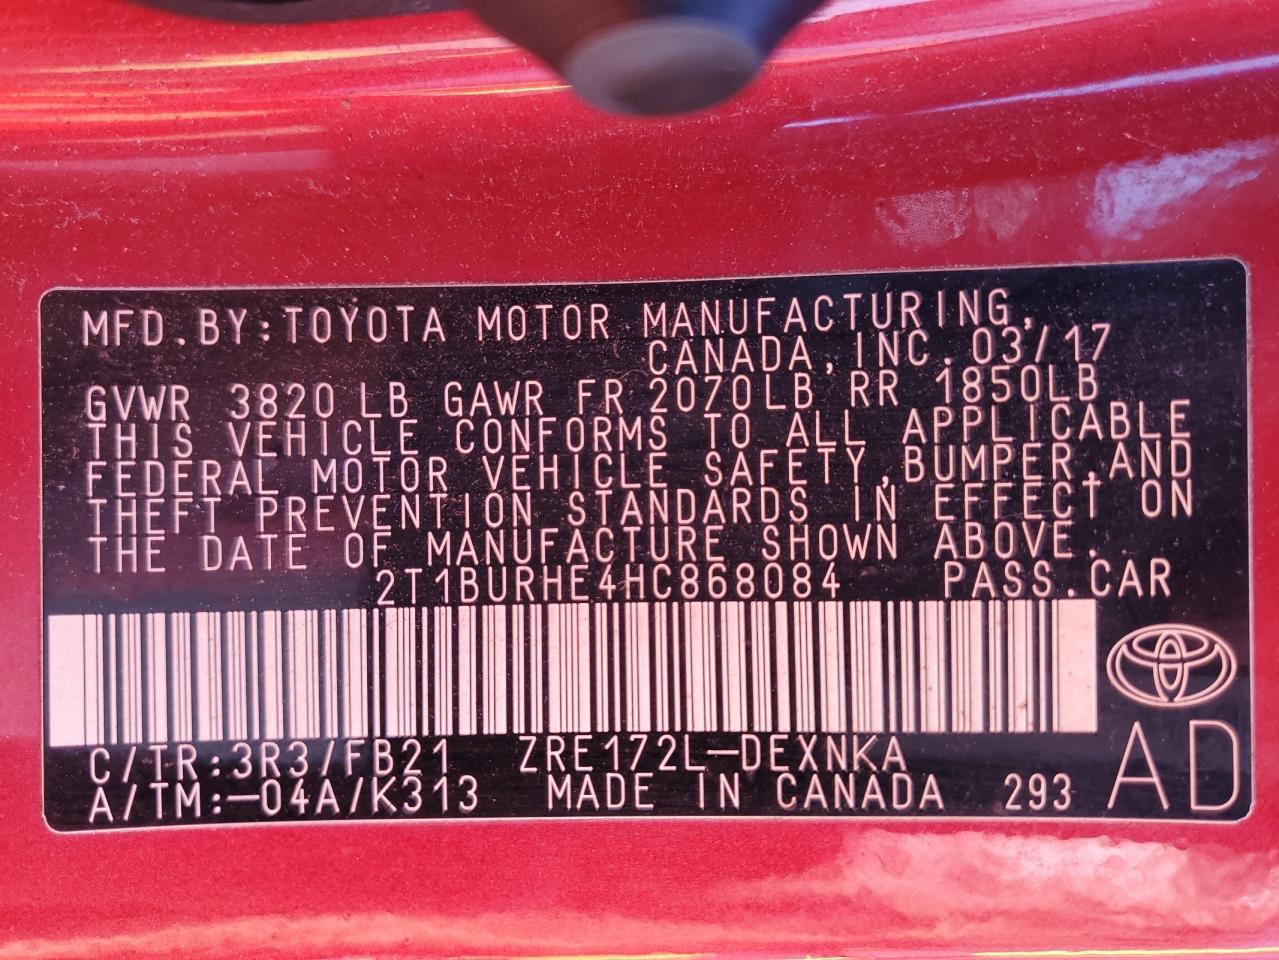 MFD.BY:TOYOTA MOTOR MANUFACTURING,
CANADA,INC. 03/17
GVWR 3820 LB GAWR FR 2070LB RR 1850LB
THIS VEHICLE CONFORMS TO ALL APPLICABLE
FEDERAL MOTOR VEHICLE SAFETY,BUMPER,AND
THEFT PREVENTION STANDARDS IN EFFECT ON
THE DATE OF MANUFACTURE SHOWN ABOVE.
2T1BURHE4HC868084 PASS.CAR
C/TR:3R3/FB21 ZRE172L-DEXNKA
A/TM:-04A/K313 MADE IN CANADA 293 AD